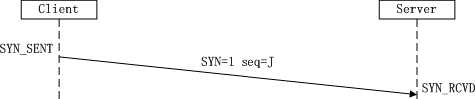 Client
Server
SYN_SENT
SYN=1 seq=J
SYN_RCVD